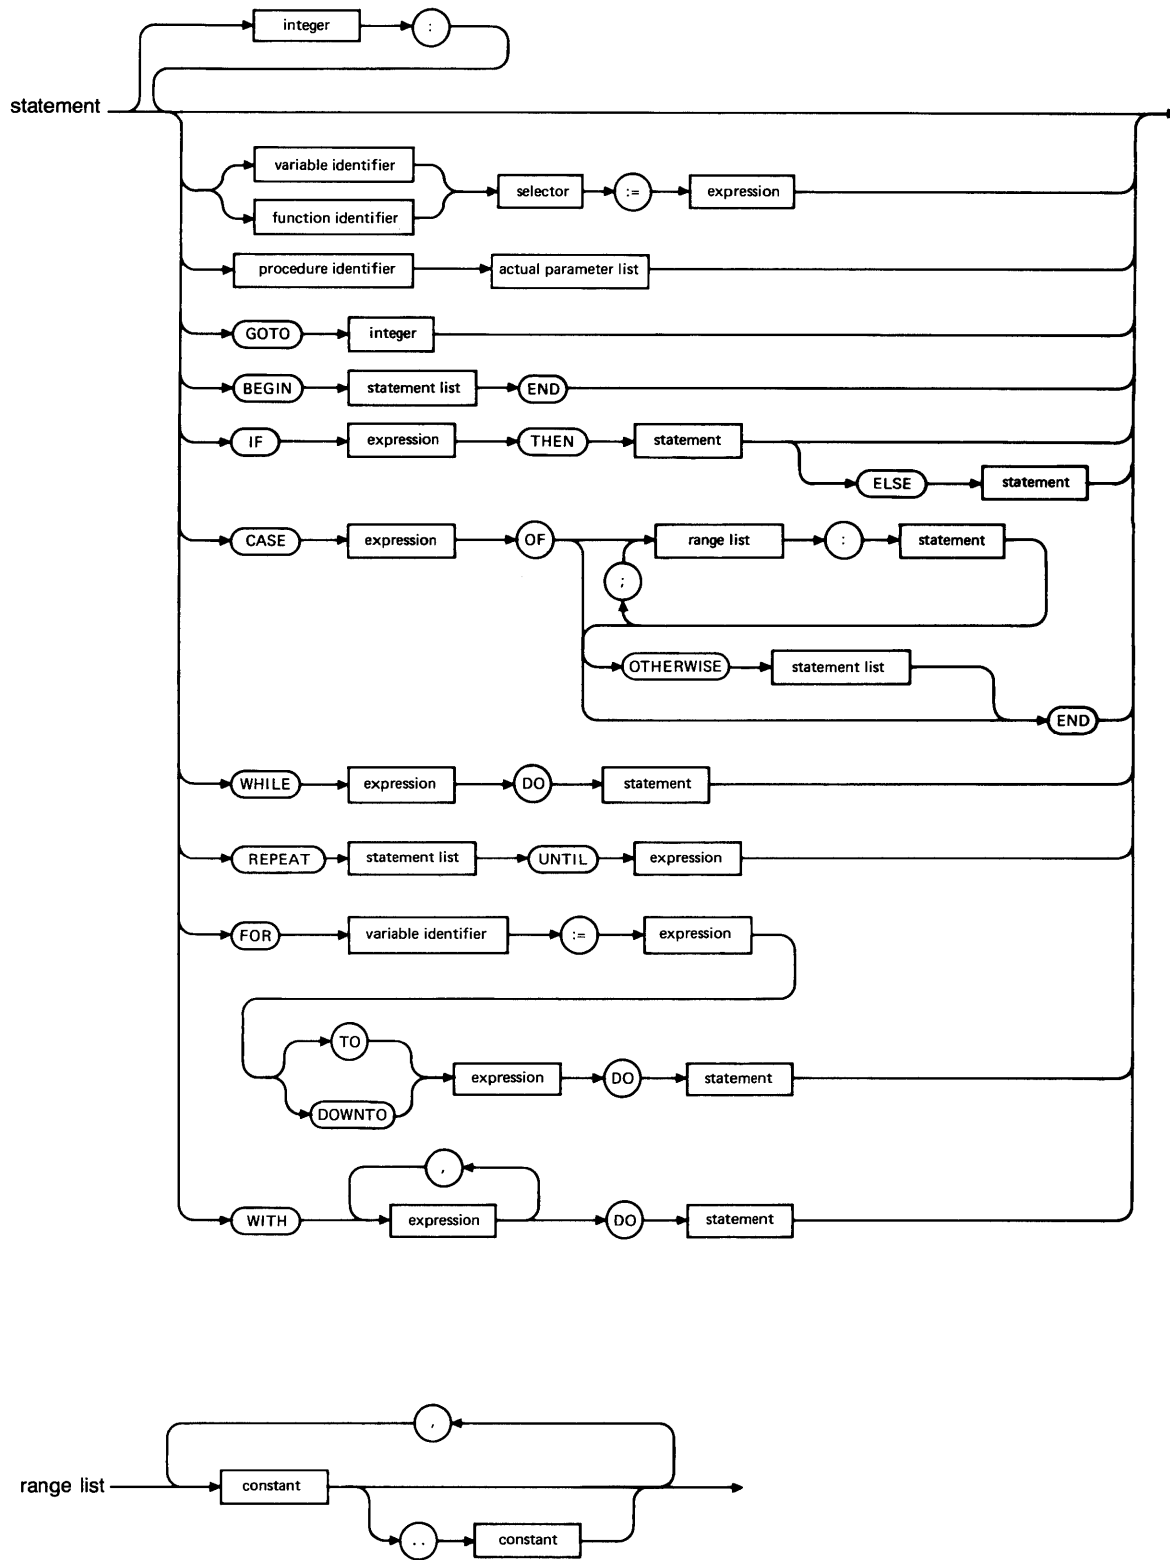 integer :
statement
variable identifier
function identifier
selector := expression
procedure identifier actual parameter list
GOTO integer
BEGIN statement list END
IF expression THEN statement
ELSE statement
CASE expression OF range list : statement
;
OTHERWISE statement list
END
WHILE expression DO statement
REPEAT statement list UNTIL expression
FOR variable identifier := expression
TO
expression DO statement
DOWNTO
,
WITH expression DO statement
,
range list constant
.. constant